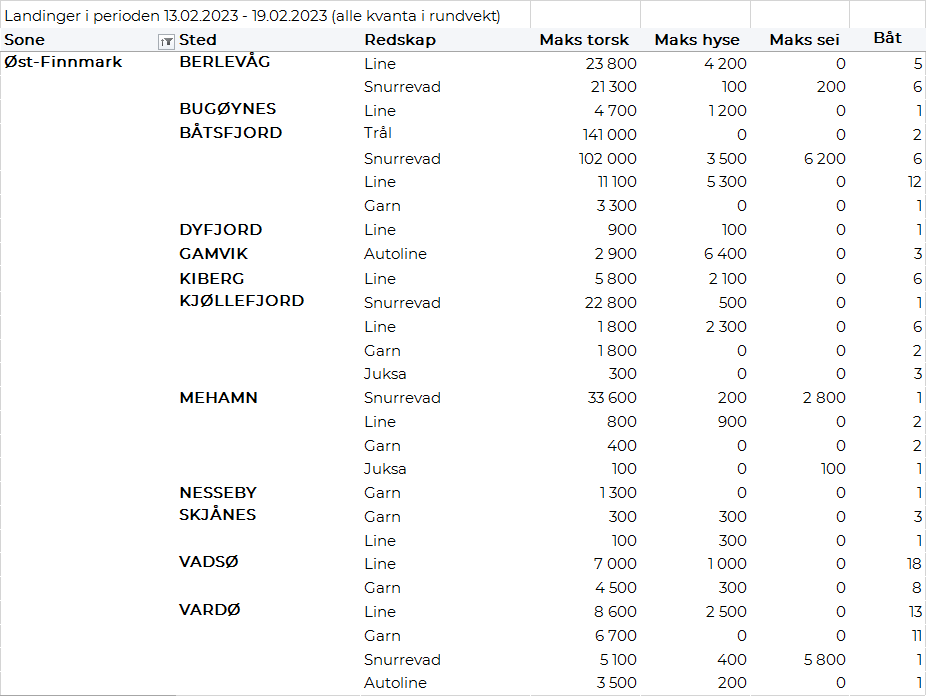 Landinger i perioden 13.02.2023 - 19.02.2023 (alle kvanta i rundvekt)
Sone Sted Redskap Maks torsk Maks hyse Maks sei Båt
Øst-Finnmark BERLEVÅG Line 23 800 4 200 0 5
Snurrevad 21 300 100 200 6
BUGØYNES Line 4 700 1 200 0 1
BÅTSFJORD Trål 141 000 0 0 2
Snurrevad 102 000 3 500 6 200 6
Line 11 100 5 300 0 12
Garn 3 300 0 0 1
DYFJORD Line 900 100 0 1
GAMVIK Autoline 2 900 6 400 0 3
KIBERG Line 5 800 2 100 0 6
KJØLLEFJORD Snurrevad 22 800 500 0 1
Line 1 800 2 300 0 6
Garn 1 800 0 0 2
Juksa 300 0 0 3
MEHAMN Snurrevad 33 600 200 2 800 1
Line 800 900 0 2
Garn 400 0 0 2
Juksa 100 0 100 1
NESSEBY Garn 1 300 0 0 1
SKJÅNES Garn 300 300 0 3
Line 100 300 0 1
VADSØ Line 7 000 1 000 0 18
Garn 4 500 300 0 8
VARDØ Line 8 600 2 500 0 13
Garn 6 700 0 0 11
Snurrevad 5 100 400 5 800 1
Autoline 3 500 200 0 1